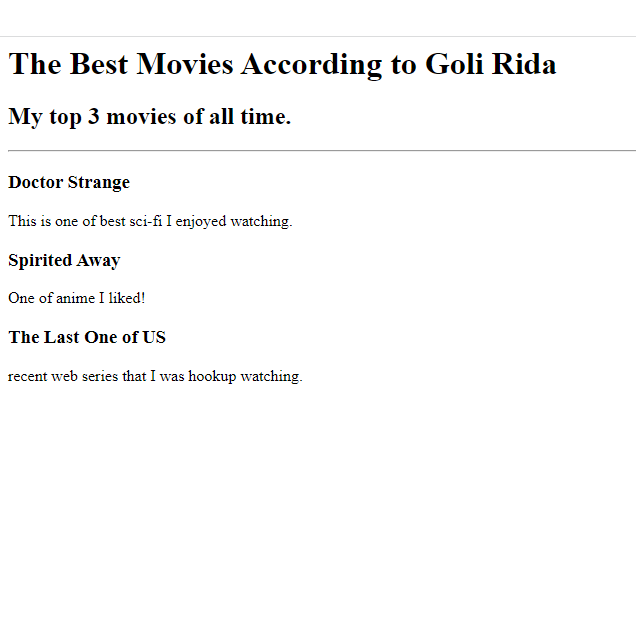 The Best Movies According to Goli Rida
My top 3 movies of all time.
Doctor Strange
This is one of best sci-fi I enjoyed watching.
Spirited Away
One of anime I liked!
The Last One of US
recent web series that I was hookup watching.